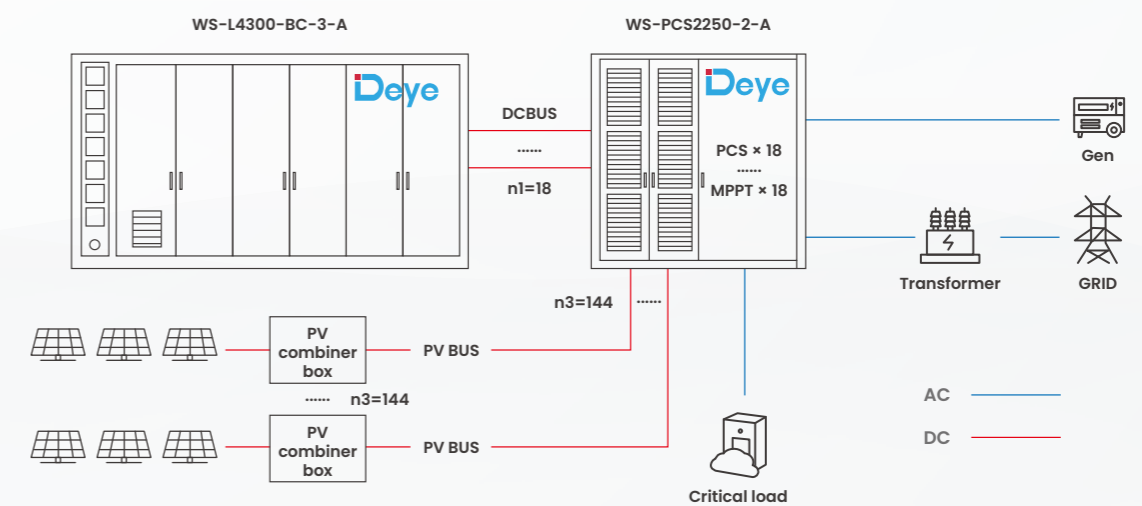 WS-L4300-BC-3-A
WS-PCS2250-2-A
Deye
Deye
DCBUS
......
n1=18
PCS × 18
......
MPPT × 18
Gen
Transformer
GRID
n3=144
......
PV
combiner
box
PV BUS
...... n3=144
PV
combiner
box
PV BUS
AC
DC
Critical load